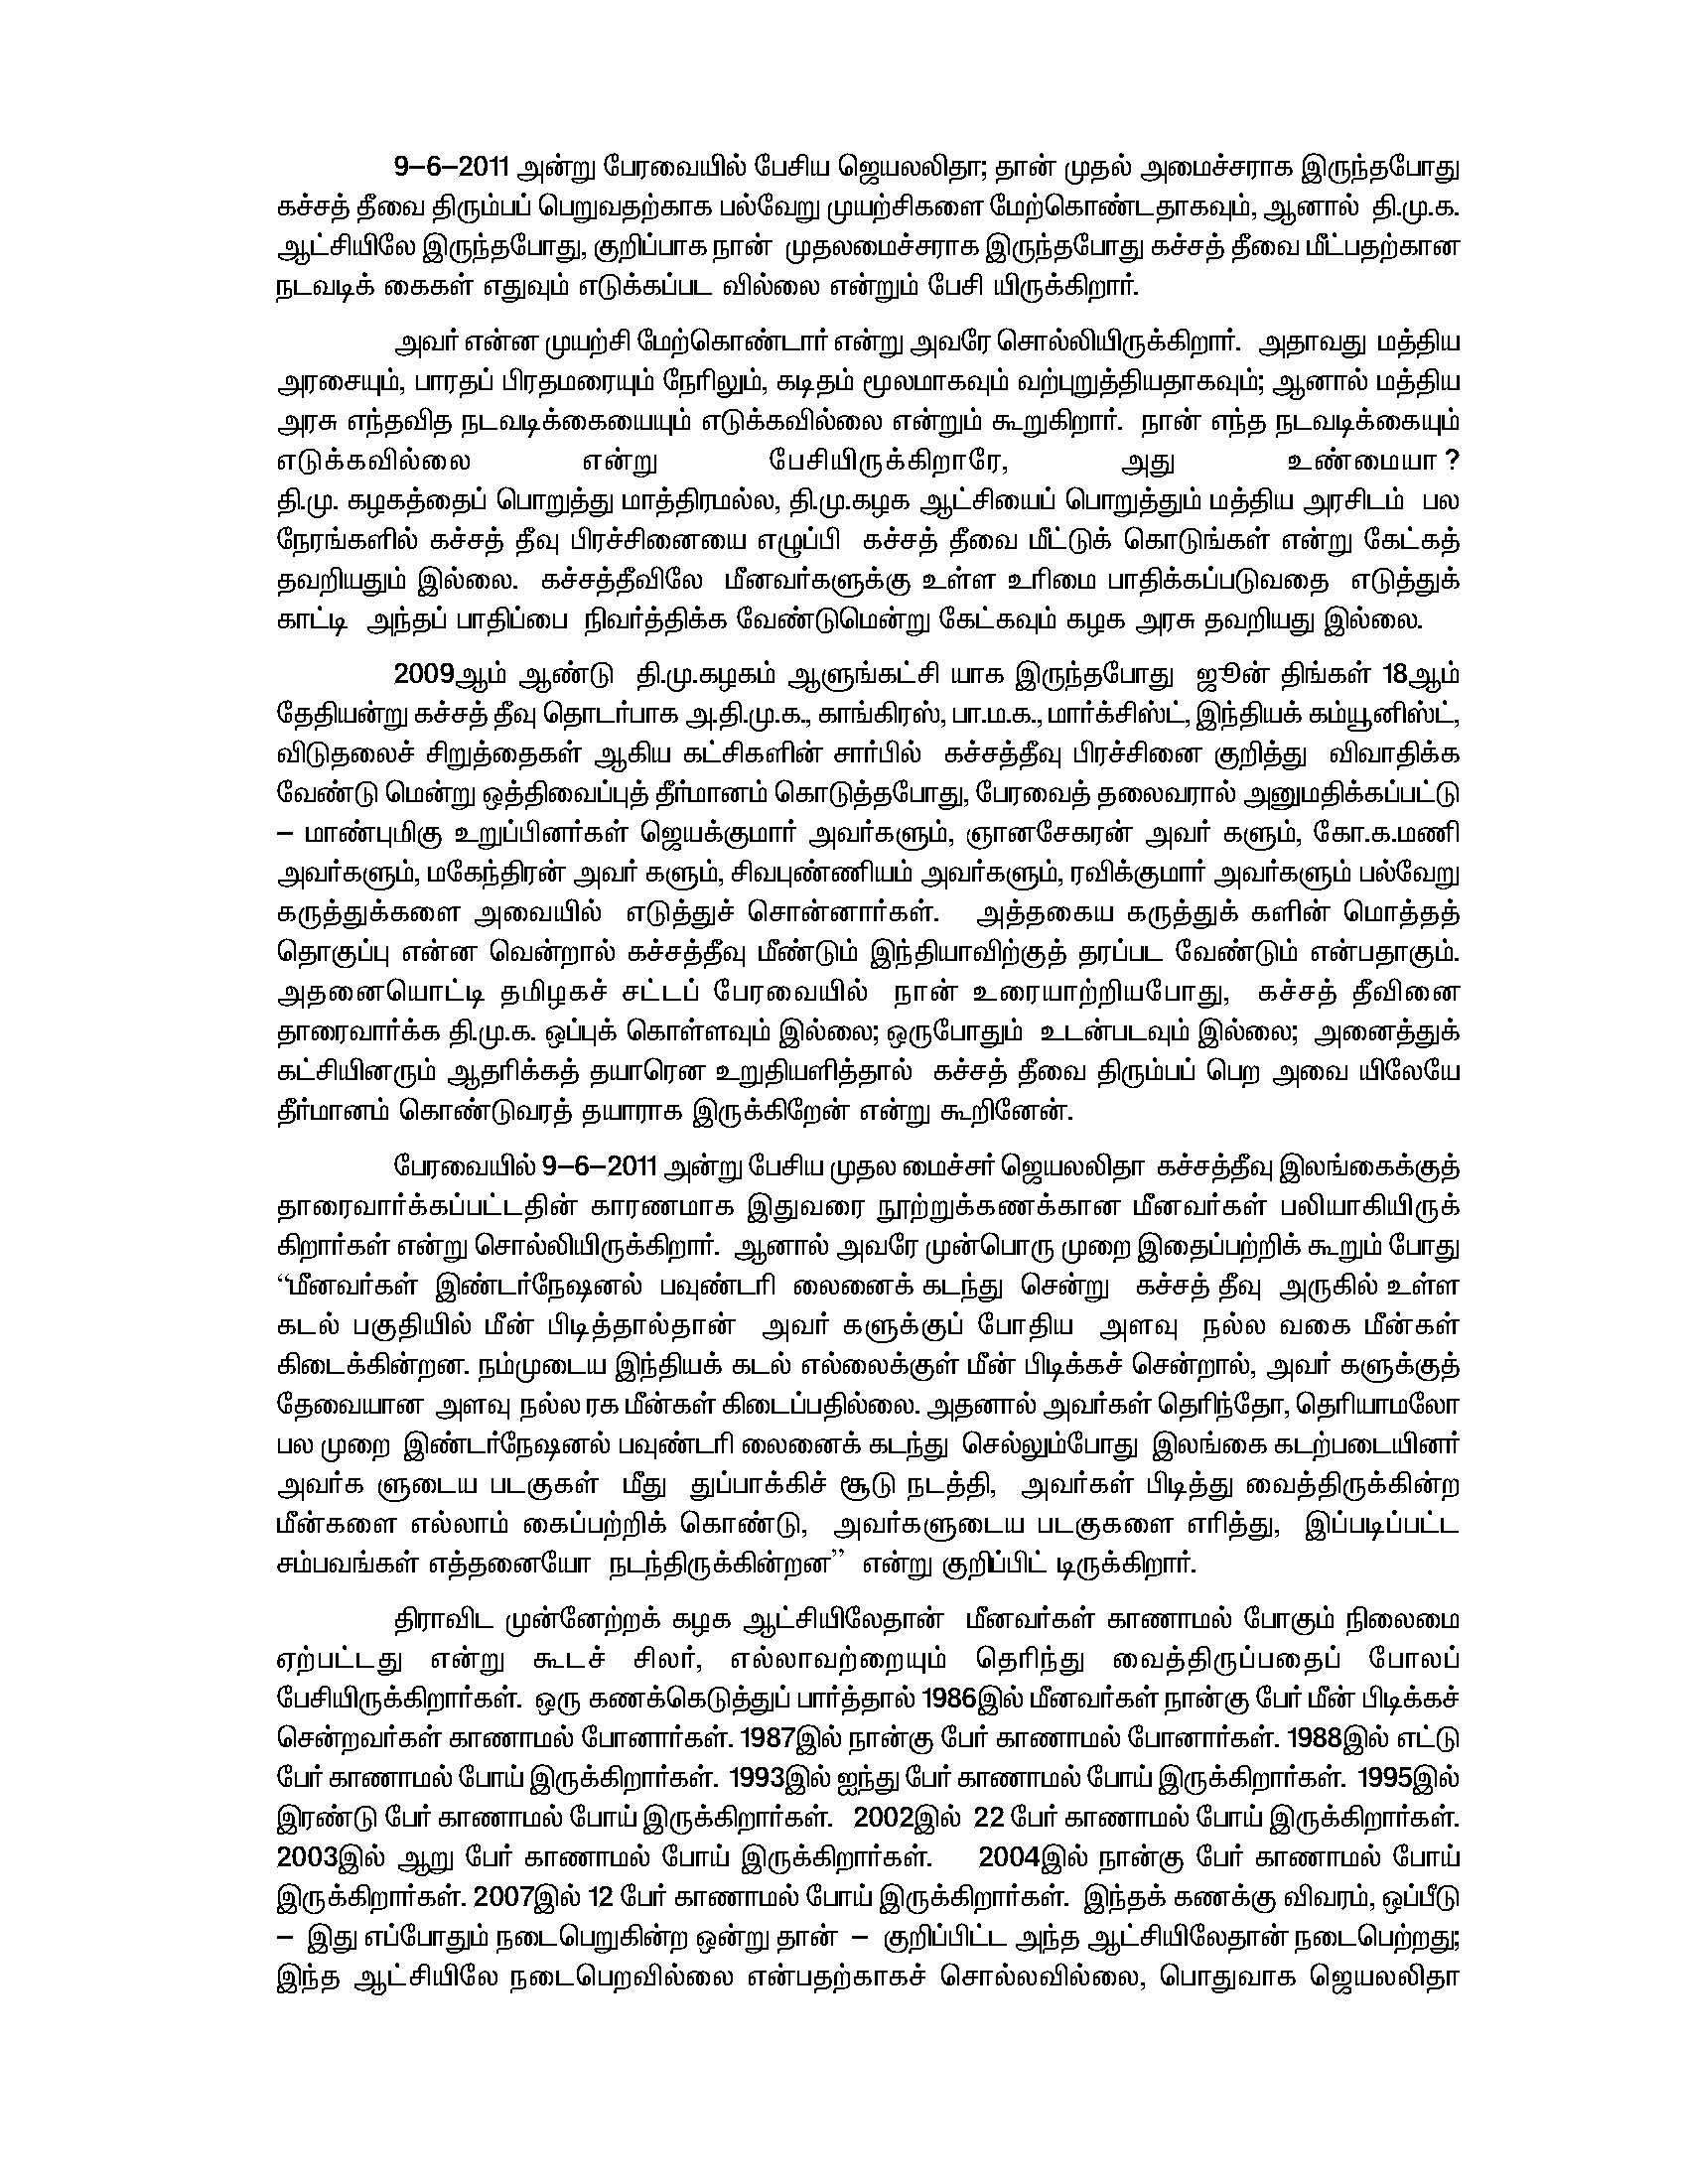 9–6–2011 அன்று பேரவையில் பேசிய ஜெயலலிதா; தான் முதல் அமைச்சராக இருந்தபோது
கச்சத் தீவை திரும்பப் பெறுவதற்காக பல்வேறு முயற்சிகளை மேற்கொண்டதாகவும், ஆனால் தி.மு.க.
ஆட்சியிலே இருந்தபோது, குறிப்பாக நான் முதலமைச்சராக இருந்தபோது கச்சத் தீவை மீட்பதற்கான
நடவடிக் கைகள் எதுவும் எடுக்கப்பட வில்லை என்றும் பேசி யிருக்கிறார்.
அவர் என்ன முயற்சி மேற்கொண்டார் என்று அவரே சொல்லியிருக்கிறார். அதாவது மத்திய
அரசையும், பாரதப் பிரதமரையும் நேரிலும், கடிதம் மூலமாகவும் வற்புறுத்தியதாகவும்; ஆனால் மத்திய
அரசு எந்தவித நடவடிக்கையையும் எடுக்கவில்லை என்றும் கூறுகிறார். நான் எந்த நடவடிக்கையும்
எடுக்கவில்லை என்று பேசியிருக்கிறாரே, அது உண்மையா ?
தி.மு. கழகத்தைப் பொறுத்து மாத்திரமல்ல, தி.மு.கழக ஆட்சியைப் பொறுத்தும் மத்திய அரசிடம் பல
நேரங்களில் கச்சத் தீவு பிரச்சினையை எழுப்பி கச்சத் தீவை மீட்டுக் கொடுங்கள் என்று கேட்கத்
தவறியதும் இல்லை. கச்சத்தீவிலே மீனவர்களுக்கு உள்ள உரிமை பாதிக்கப்படுவதை எடுத்துக்
காட்டி அந்தப் பாதிப்பை நிவர்த்திக்க வேண்டுமென்று கேட்கவும் கழக அரசு தவறியது இல்லை.
2009ஆம் ஆண்டு தி.மு.கழகம் ஆளுங்கட்சி யாக இருந்தபோது ஜூன் திங்கள் 18ஆம்
தேதியன்று கச்சத் தீவு தொடர்பாக அ.தி.மு.க., காங்கிரஸ், பா.ம.க., மார்க்சிஸ்ட், இந்தியக் கம்யூனிஸ்ட்,
விடுதலைச் சிறுத்தைகள் ஆகிய கட்சிகளின் சார்பில் கச்சத்தீவு பிரச்சினை குறித்து விவாதிக்க
வேண்டு மென்று ஒத்திவைப்புத் தீர்மானம் கொடுத்தபோது, பேரவைத் தலைவரால் அனுமதிக்கப்பட்டு
– மாண்புமிகு உறுப்பினர்கள் ஜெயக்குமார் அவர்களும், ஞானசேகரன் அவர் களும், கோ.க.மணி
அவர்களும், மகேந்திரன் அவர் களும், சிவபுண்ணியம் அவர்களும், ரவிக்குமார் அவர்களும் பல்வேறு
கருத்துக்களை அவையில் எடுத்துச் சொன்னார்கள். அத்தகைய கருத்துக் களின் மொத்தத்
தொகுப்பு என்ன வென்றால் கச்சத்தீவு மீண்டும் இந்தியாவிற்குத் தரப்பட வேண்டும் என்பதாகும்.
அதனையொட்டி தமிழகச் சட்டப் பேரவையில் நான் உரையாற்றியபோது, கச்சத் தீவினை
தாரைவார்க்க தி.மு.க. ஒப்புக் கொள்ளவும் இல்லை; ஒருபோதும் உடன்படவும் இல்லை; அனைத்துக்
கட்சியினரும் ஆதரிக்கத் தயாரென உறுதியளித்தால் கச்சத் தீவை திரும்பப் பெற அவை யிலேயே
தீர்மானம் கொண்டுவரத் தயாராக இருக்கிறேன் என்று கூறினேன்.
பேரவையில் 9–6–2011 அன்று பேசிய முதல மைச்சர் ஜெயலலிதா கச்சத்தீவு இலங்கைக்குத்
தாரைவார்க்கப்பட்டதின் காரணமாக இதுவரை நூற்றுக்கணக்கான மீனவர்கள் பலியாகியிருக்
கிறார்கள் என்று சொல்லியிருக்கிறார். ஆனால் அவரே முன்பொரு முறை இதைப்பற்றிக் கூறும் போது
“மீனவர்கள் இண்டர்நேஷனல் பவுண்டரி லைனைக் கடந்து சென்று கச்சத் தீவு அருகில் உள்ள
கடல் பகுதியில் மீன் பிடித்தால்தான் அவர் களுக்குப் போதிய அளவு நல்ல வகை மீன்கள்
கிடைக்கின்றன. நம்முடைய இந்தியக் கடல் எல்லைக்குள் மீன் பிடிக்கச் சென்றால், அவர் களுக்குத்
தேவையான அளவு நல்ல ரக மீன்கள் கிடைப்பதில்லை. அதனால் அவர்கள் தெரிந்தோ, தெரியாமலோ
பல முறை இண்டர்நேஷனல் பவுண்டரி லைனைக் கடந்து செல்லும்போது இலங்கை கடற்படையினர்
அவர்க ளுடைய படகுகள் மீது துப்பாக்கிச் சூடு நடத்தி, அவர்கள் பிடித்து வைத்திருக்கின்ற
மீன்களை எல்லாம் கைப்பற்றிக் கொண்டு, அவர்களுடைய படகுகளை எரித்து, இப்படிப்பட்ட
சம்பவங்கள் எத்தனையோ நடந்திருக்கின்றன” என்று குறிப்பிட் டிருக்கிறார்.
திராவிட முன்னேற்றக் கழக ஆட்சியிலேதான் மீனவர்கள் காணாமல் போகும் நிலைமை
ஏற்பட்டது என்று கூடச் சிலர், எல்லாவற்றையும் தெரிந்து வைத்திருப்பதைப் போலப்
பேசியிருக்கிறார்கள். ஒரு கணக்கெடுத்துப் பார்த்தால் 1986இல் மீனவர்கள் நான்கு பேர் மீன் பிடிக்கச்
சென்றவர்கள் காணாமல் போனார்கள். 1987இல் நான்கு பேர் காணாமல் போனார்கள். 1988இல் எட்டு
பேர் காணாமல் போய் இருக்கிறார்கள். 1993இல் ஐந்து பேர் காணாமல் போய் இருக்கிறார்கள். 1995இல்
இரண்டு பேர் காணாமல் போய் இருக்கிறார்கள். 2002இல் 22 பேர் காணாமல் போய் இருக்கிறார்கள்.
2003இல் ஆறு பேர் காணாமல் போய் இருக்கிறார்கள். 2004இல் நான்கு பேர் காணாமல் போய்
இருக்கிறார்கள். 2007இல் 12 பேர் காணாமல் போய் இருக்கிறார்கள். இந்தக் கணக்கு விவரம், ஒப்பீடு
– இது எப்போதும் நடைபெறுகின்ற ஒன்று தான் – குறிப்பிட்ட அந்த ஆட்சியிலேதான் நடைபெற்றது;
இந்த ஆட்சியிலே நடைபெறவில்லை என்பதற்காகச் சொல்லவில்லை, பொதுவாக ஜெயலலிதா